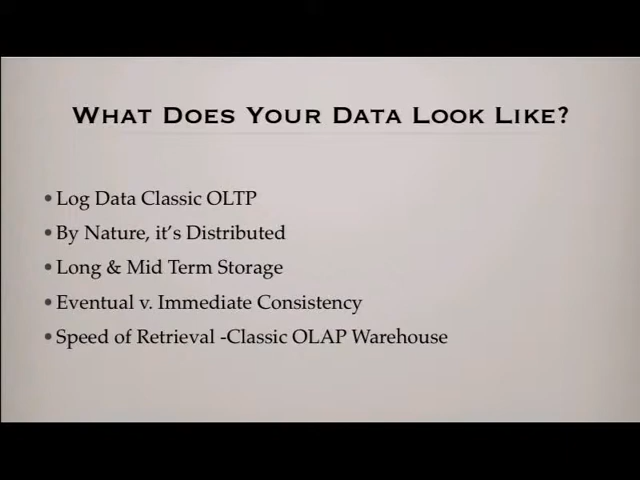 What Does Your Data Look Like?
• Log Data Classic OLTP
• By Nature, it's Distributed
• Long & Mid Term Storage
• Eventual v. Immediate Consistency
• Speed of Retrieval -Classic OLAP Warehouse